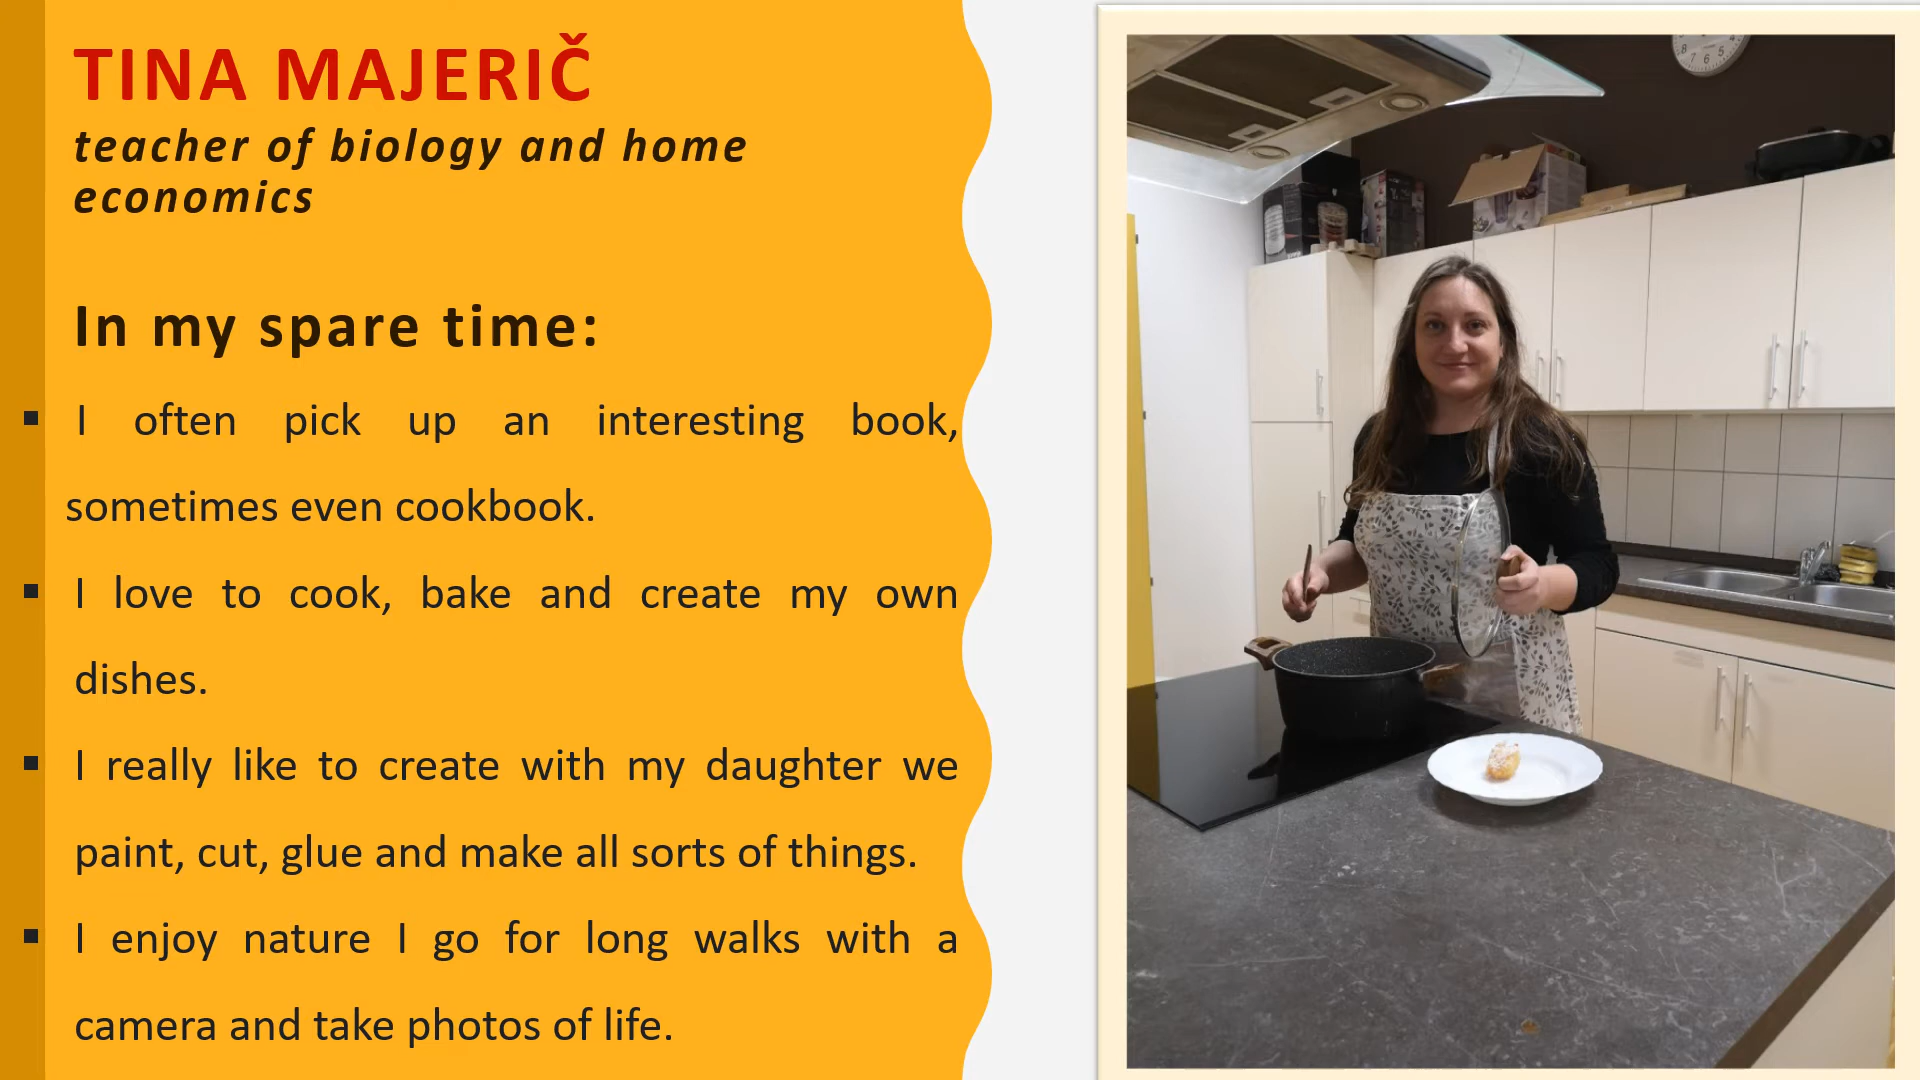 TINA MAJERIČ
teacher of biology and home
economics
In my spare time:
▪ I often pick up an interesting book,
sometimes even cookbook.
▪ I love to cook, bake and create my own
dishes.
▪ I really like to create with my daughter we
paint, cut, glue and make all sorts of things.
▪ I enjoy nature I go for long walks with a
camera and take photos of life.